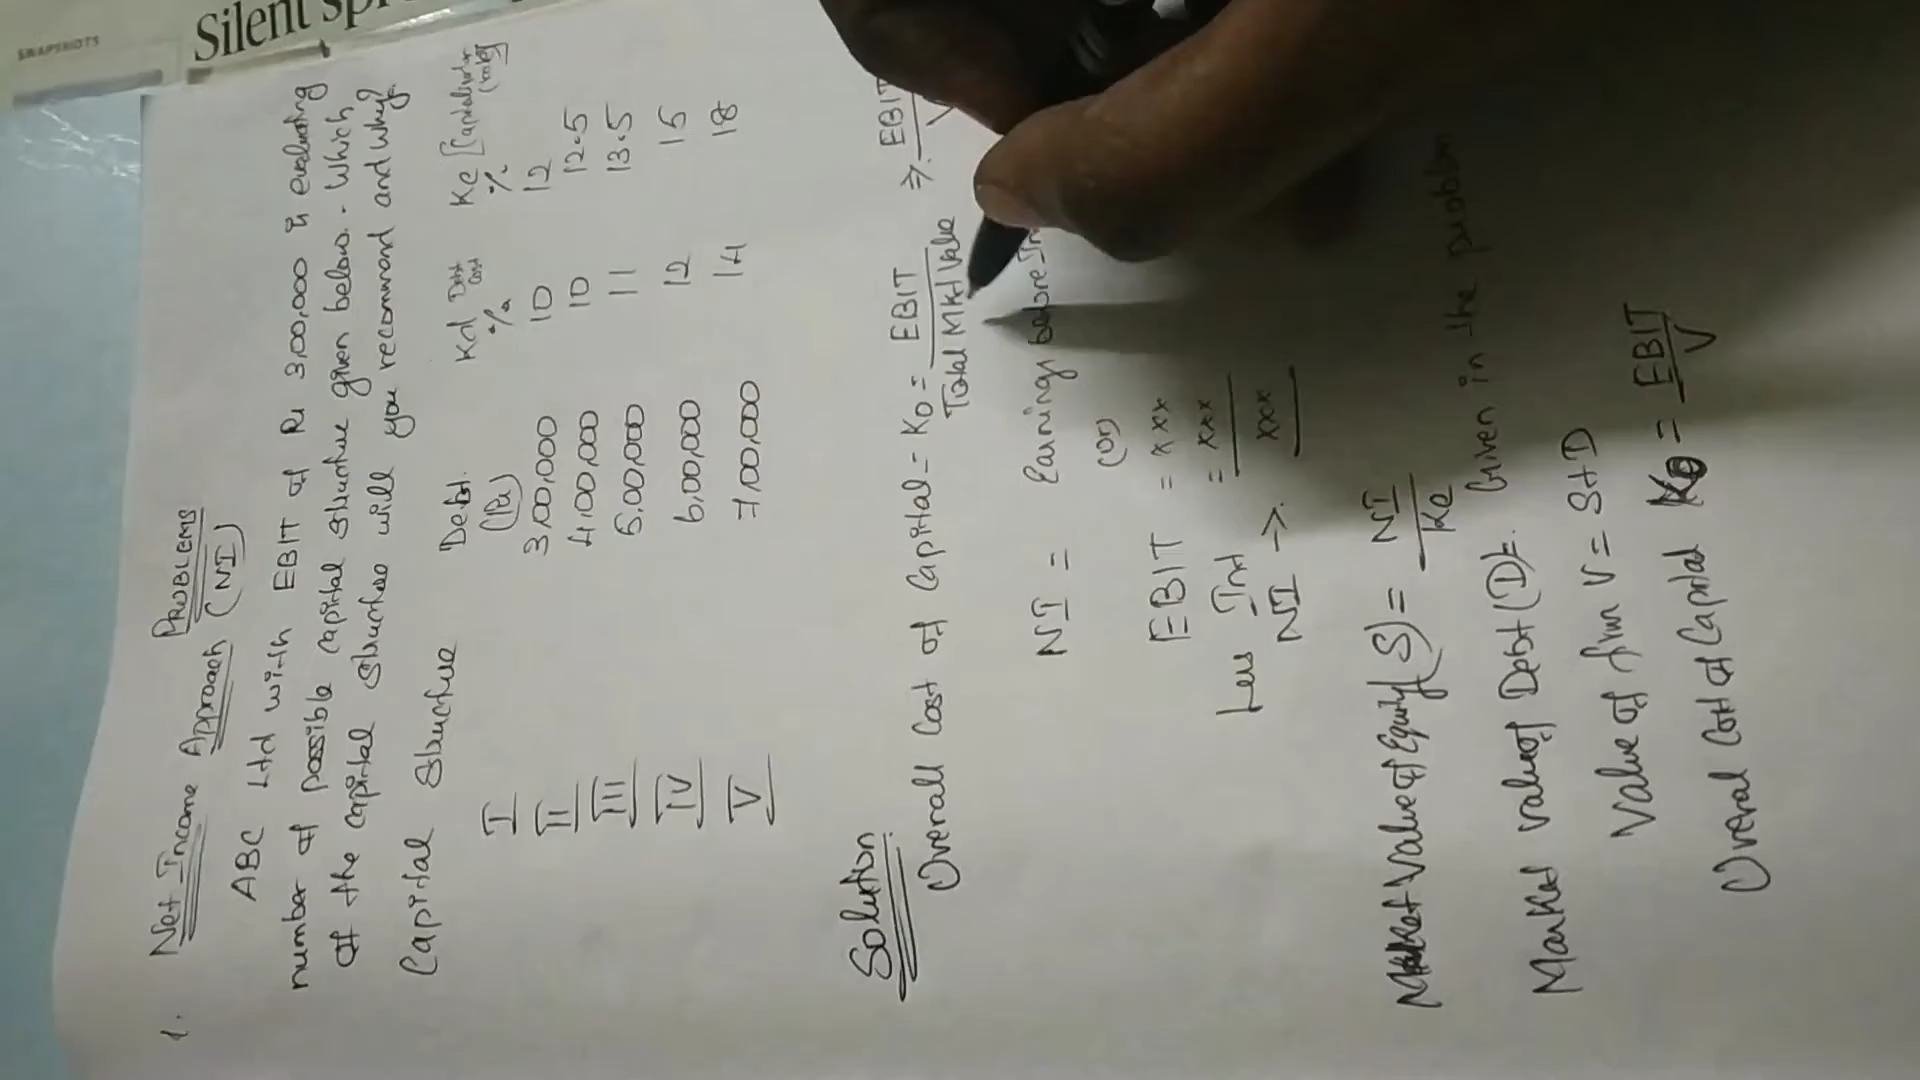 SNAPSHOTS
Silent
PROBLEMS
1. Net Income Approach (NI)
ABC Ltd with EBIT of Rs 3,00,000 is evaluating
number of possible capital structure given below. Which
of the capital structure will you recommand and why?
Capital Structure Debt (Rs) Kd Debt Cost % Ke [Capitalisation rate] %
I 3,00,000 10 12
II 4,00,000 10 12.5
III 5,00,000 11 13.5
IV 6,00,000 12 15
V 7,00,000 14 18
Solution
Overall Cost of Capital = KO = EBIT / Total Mkt Value => EBIT / V
NI = Earnings before In
(or)
EBIT = xxx
Less Int = xxx
NI -> xxx
Market Value of Equity (S) = NI / Ke
Market value of Debt (D) = Given in the problem
Value of firm V = S+D
Overal Cost of Capital KO = EBIT / V